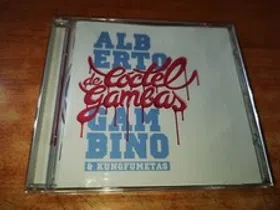 ALB
ERTO
de Coctel
Gambas
GAM
BINO
& KUNGFUMETAS